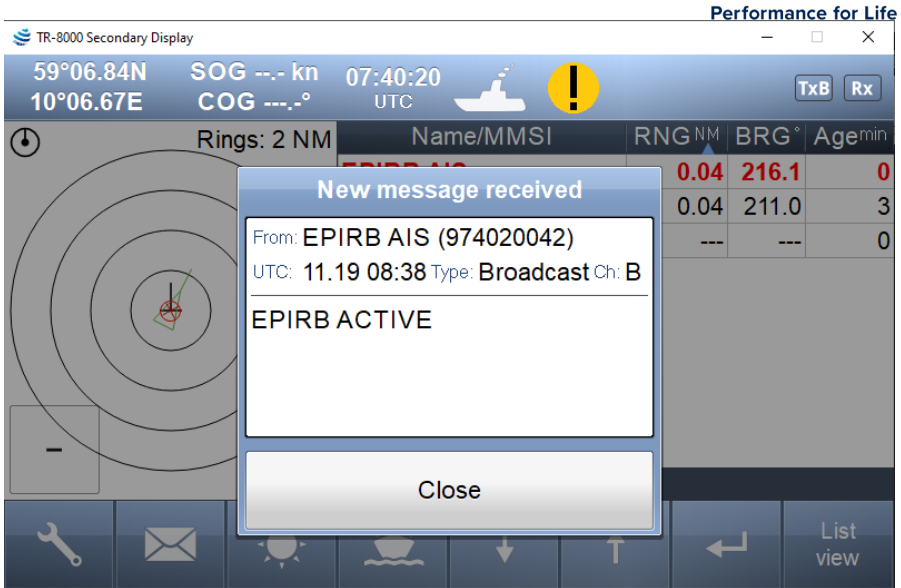 Performance for Life
TR-8000 Secondary Display
59°06.84N SOG --.- kn 07:40:20
10°06.67E COG ---.-° UTC
! TxB Rx
Rings: 2 NM Name/MMSI RNG NM BRG° Age min
EPIRB AIS 0.04 216.1 0
0.04 211.0 3
--- --- 0
New message received
From: EPIRB AIS (974020042)
UTC: 11.19 08:38 Type: Broadcast Ch: B
EPIRB ACTIVE
Close
–
List
view